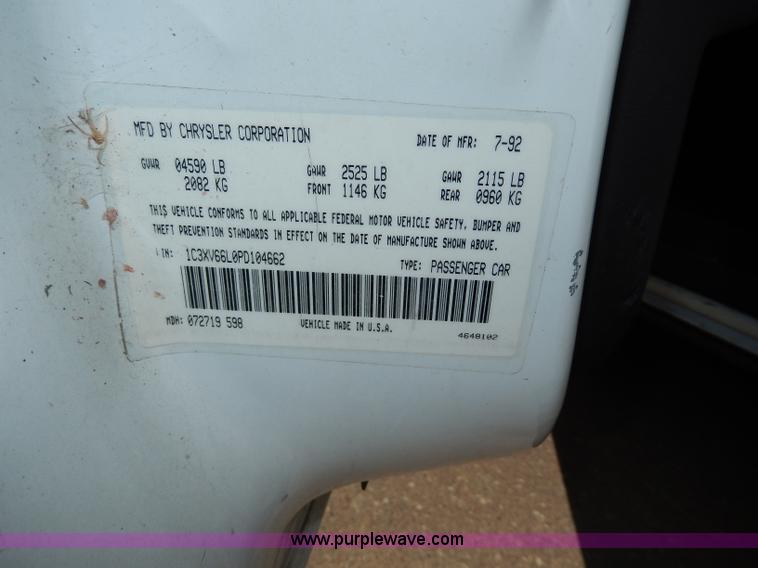 MFD BY CHRYSLER CORPORATION DATE OF MFR: 7-92
GVWR 04590 LB GAWR 2525 LB GAWR 2115 LB
2082 KG FRONT 1146 KG REAR 0960 KG
THIS VEHICLE CONFORMS TO ALL APPLICABLE FEDERAL MOTOR VEHICLE SAFETY, BUMPER AND
THEFT PREVENTION STANDARDS IN EFFECT ON THE DATE OF MANUFACTURE SHOWN ABOVE.
VIN: 1C3XV66L0PD104662 TYPE: PASSENGER CAR
MDH: 072719 598 VEHICLE MADE IN U.S.A. 4648102
www.purplewave.com